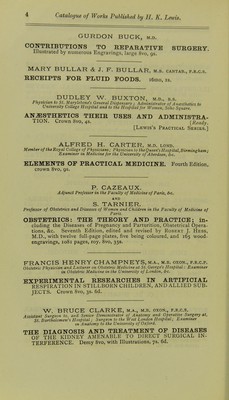 4 Catalogue of Works Published by H. K. Lewis.
GURDON BUCK, M.D.
CONTRIBUTIONS TO REPARATIVE SURGERY.
Illustrated by numerous Engravings, large 8vo, 9s.
MARY BULLAR & J. F. BULLAR, M.B. CANTAB., F.R.C.S.
RECEIPTS FOR FLUID FOODS. 16mo, 1s.
DUDLEY W. BUXTON, M.D., B.S.
Physician to St. Bartholomew's General Dispensary; Administrator of Anæsthetics to
University College Hospital and to the Hospital for Women, Soho Square.
ANÆSTHETICS THEIR USES AND ADMINISTRA-
TION. Crown 8vo, 4s. [Ready.
[LEWIS'S PRACTICAL SERIES.]
ALFRED H. CARTER, M.D. LOND.
Member of the Royal College of Physicians; Physician to the Queen's Hospital, Birmingham;
Examiner in Medicine for the University of Aberdeen, &c.
ELEMENTS OF PRACTICAL MEDICINE. Fourth Edition,
crown 8vo, 9s.
P. CAZEAUX.
Adjunct Professor in the Faculty of Medicine of Paris, &c.
AND
S. TARNIER.
Professor of Obstetrics and Diseases of Women and Children in the Faculty of Medicine of
Paris
OBSTETRICS: THE THEORY AND PRACTICE; in-
cluding the Diseases of Pregnancy and Parturition, Obstetrical Opera-
tions, &c. Seventh Edition, edited and revised by ROBERT J. HESS,
M.D., with twelve full-page plates, five being coloured, and 165 wood-
engravings, 1081 pages, roy. 8vo, 35s.
FRANCIS HENRY CHAMPNEYS, M.A., M.B. OXON., F.R.C.P.
Obstetric Physician and Lecturer on Obstetric Medicine at St. George's Hospital: Examiner
in Obstetric Medicine in the University of London, &c.
EXPERIMENTAL RESEARCHES IN ARTIFICIAL
RESPIRATION IN STILLBORN CHILDREN, AND ALLIED SUB-
JECTS. Crown 8vo, 3s. 6d.
W. BRUCE CLARKE, M.A., M.B. OXON., F.R.C.S.
Assistant Surgeon to, and Senior Demonstrator of Anatomy and Operative Surgery at,
St. Bartholomew's Hospital; Surgeon to the West London Hospital; Examiner
in Anatomy to the University of Oxford.
THE DIAGNOSIS AND TREATMENT OF DISEASES
OF THE KIDNEY AMENABLE TO DIRECT SURGICAL IN-
TERFERENCE. Demy 8vo, with Illustrations, 7s. 6d.